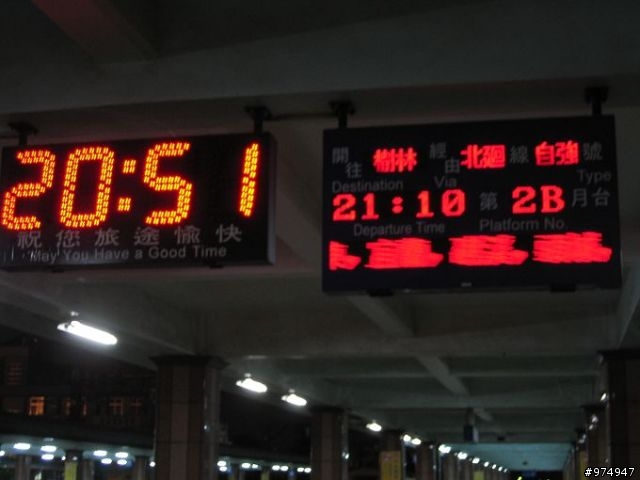 20:51
祝您旅途愉快
May You Have a Good Time
開往 樹林 經由 北迴 線 自強 號
Destination Via Type
21:10 第 2B 月台
Departure Time Platform No.
#974947